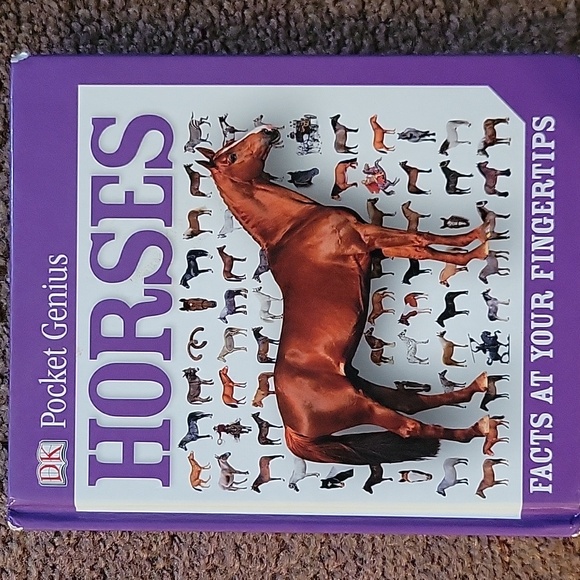 DK Pocket Genius
HORSES
FACTS AT YOUR FINGERTIPS